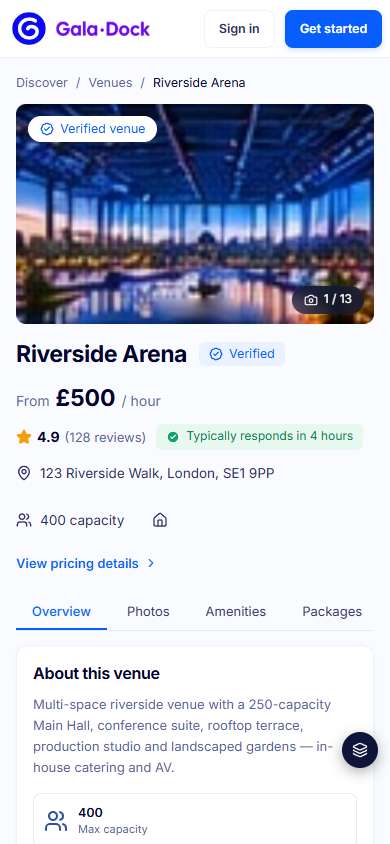 Gala·Dock
Sign in
Get started
Discover / Venues / Riverside Arena
Verified venue
1 / 13
Riverside Arena
Verified
From £500 / hour
4.9 (128 reviews)
Typically responds in 4 hours
123 Riverside Walk, London, SE1 9PP
400 capacity
View pricing details
Overview
Photos
Amenities
Packages
About this venue
Multi-space riverside venue with a 250-capacity
Main Hall, conference suite, rooftop terrace,
production studio and landscaped gardens — in-
house catering and AV.
400
Max capacity